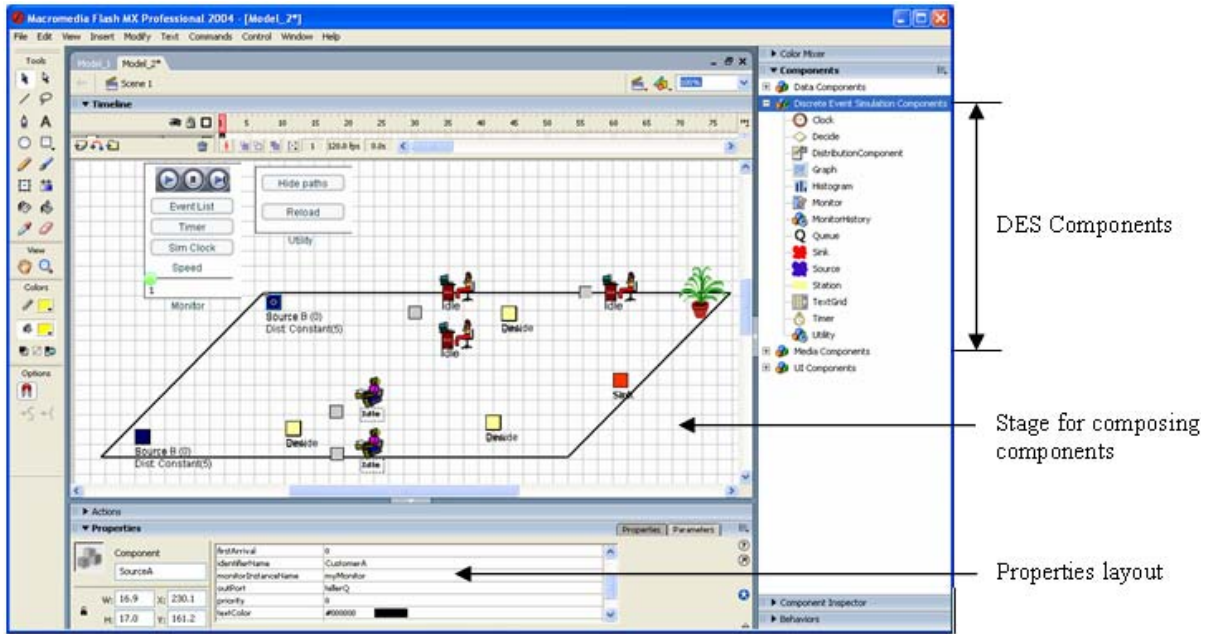 Macromedia Flash MX Professional 2004 - [Model_2*]
File Edit View Insert Modify Text Commands Control Window Help
Tools
View
Colors
Options
Model_1 Model_2*
Scene 1
100%
Timeline
1 5 10 15 20 25 30 35 40 45 50 55 60 65 70 75
1 120.0 fps 0.0s
Event List
Timer
Sim Clock
Speed
1
Monitor
Hide paths
Reload
Utility
Source B (0)
Dist: Constant(5)
Idle
Idle
Idle
Decide
Sink
Idle
Idle
Decide
Decide
Source B (0)
Dist: Constant(5)
Actions
Properties
Properties Parameters
Component
SourceA
W: 16.9 X: 230.1
H: 17.0 Y: 161.2
firstArrival 0
identifierName CustomerA
monitorInstanceName myMonitor
outPort tellerQ
priority 0
textColor #000000
Color Mixer
Components
Data Components
Discrete Event Simulation Components
Clock
Decide
DistributionComponent
Graph
Histogram
Monitor
MonitorHistory
Queue
Sink
Source
Station
TextGrid
Timer
Utility
Media Components
UI Components
Component Inspector
Behaviors
DES Components
Stage for composing
components
Properties layout